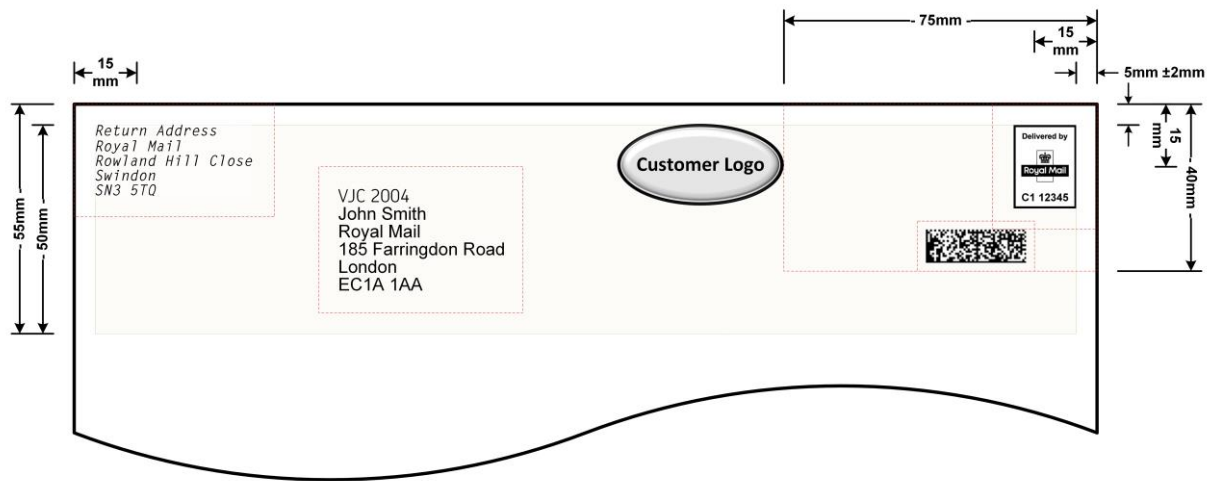 75mm
15
mm
15
mm
5mm ±2mm
Return Address
Royal Mail
Rowland Hill Close
Swindon
SN3 5TQ
Customer Logo
Delivered by
Royal Mail
C1 12345
15
mm
40mm
55mm
50mm
VJC 2004
John Smith
Royal Mail
185 Farringdon Road
London
EC1A 1AA